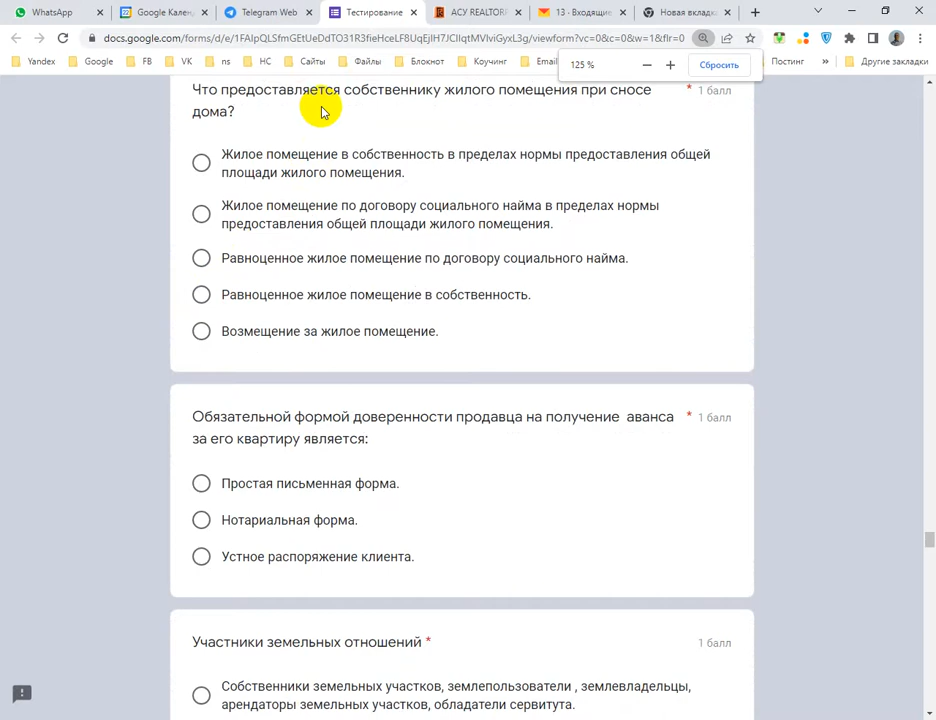 WhatsApp
Google Кален
Telegram Web
Тестирование
АСУ REALTOR
13 · Входящие
Новая вкладк
docs.google.com/forms/d/e/1FAIpQLSfmGEtUeDdTO31R3fieHceLF8UqEjIH7JCIIqtMVIviGyxL3g/viewform?vc=0&c=0&w=1&flr=0
Yandex
Google
FB
VK
ns
НС
Сайты
Файлы
Блокнот
Коучинг
Email
Постинг
»
Другие закладки
125 %
Сбросить
Что предоставляется собственнику жилого помещения при сносе * 1 балл
дома?
Жилое помещение в собственность в пределах нормы предоставления общей
площади жилого помещения.
Жилое помещение по договору социального найма в пределах нормы
предоставления общей площади жилого помещения.
Равноценное жилое помещение по договору социального найма.
Равноценное жилое помещение в собственность.
Возмещение за жилое помещение.
Обязательной формой доверенности продавца на получение аванса * 1 балл
за его квартиру является:
Простая письменная форма.
Нотариальная форма.
Устное распоряжение клиента.
Участники земельных отношений * 1 балл
Собственники земельных участков, землепользователи , землевладельцы,
арендаторы земельных участков, обладатели сервитута.